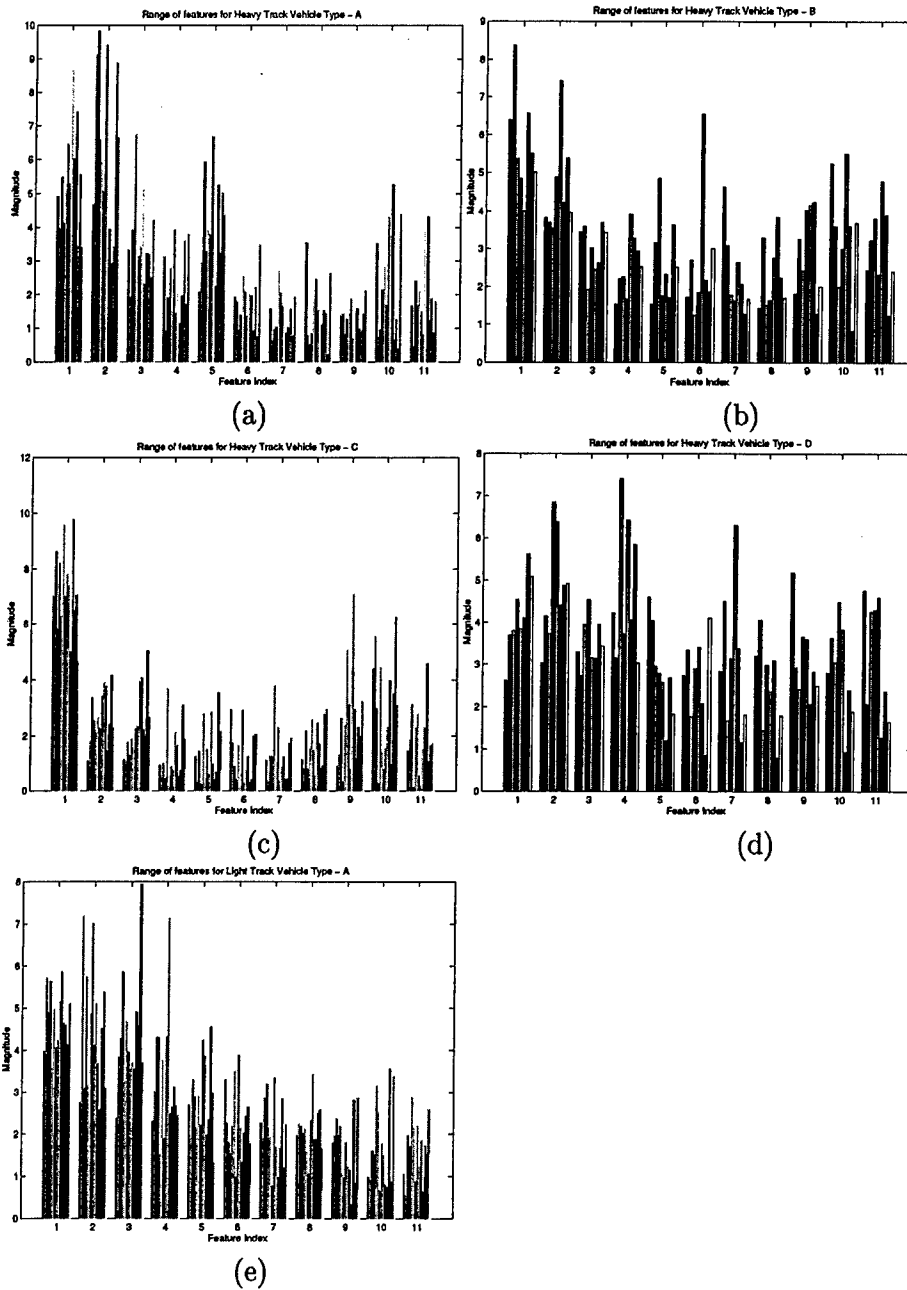 Range of features for Heavy Track Vehicle Type – A
10
9
8
7
6
5
4
3
2
1
0
Magnitude
1 2 3 4 5 6 7 8 9 10 11
Feature Index
(a)
Range of features for Heavy Track Vehicle Type – B
9
8
7
6
5
4
3
2
1
0
Magnitude
1 2 3 4 5 6 7 8 9 10 11
Feature Index
(b)
Range of features for Heavy Track Vehicle Type – C
12
10
8
6
4
2
0
Magnitude
1 2 3 4 5 6 7 8 9 10 11
Feature Index
(c)
Range of features for Heavy Track Vehicle Type – D
8
7
6
5
4
3
2
1
0
Magnitude
1 2 3 4 5 6 7 8 9 10 11
Feature Index
(d)
Range of features for Light Track Vehicle Type – A
8
7
6
5
4
3
2
1
0
Magnitude
1 2 3 4 5 6 7 8 9 10 11
Feature Index
(e)